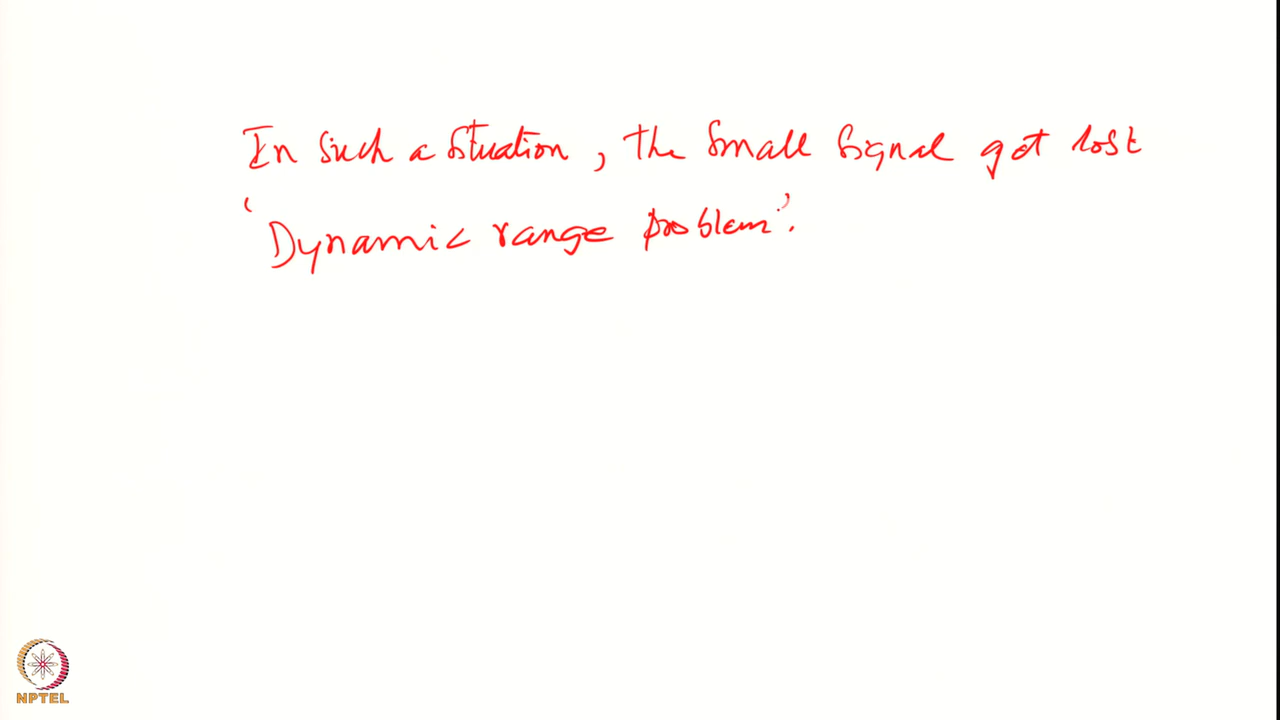 In such a situation, the small signal got lost
'Dynamic range problem'.
NPTEL